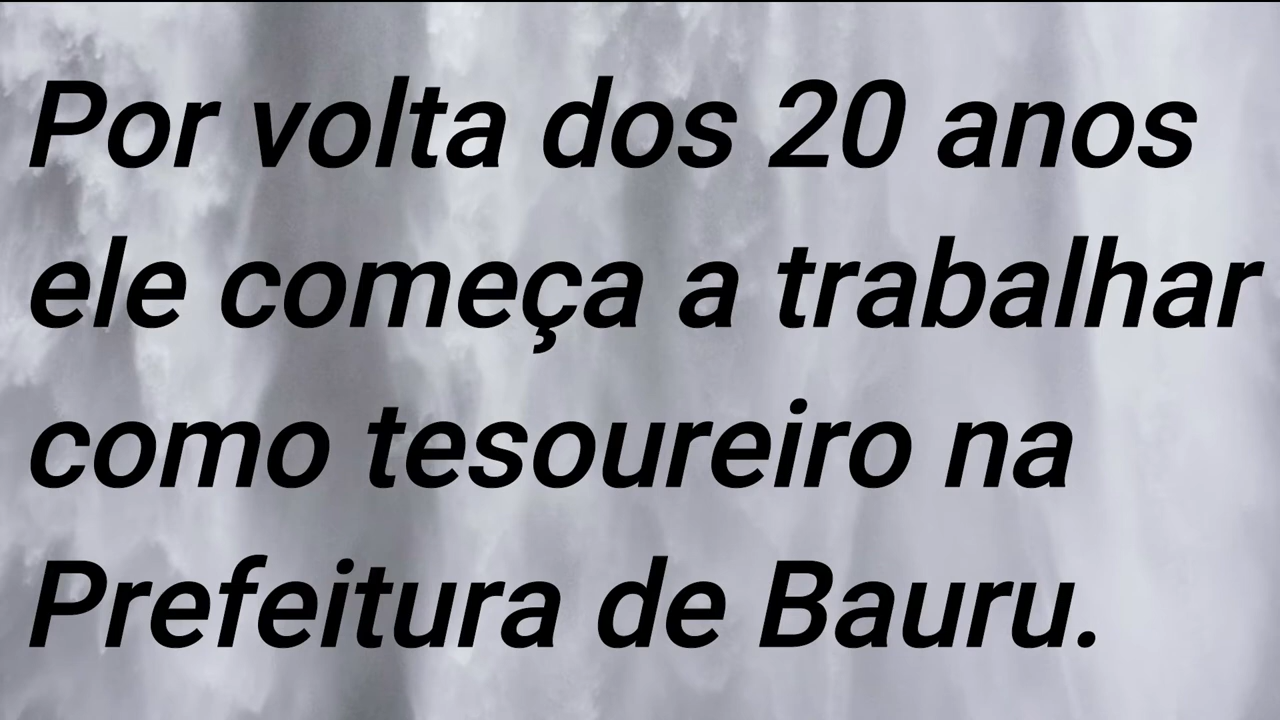 Por volta dos 20 anos
ele começa a trabalhar
como tesoureiro na
Prefeitura de Bauru.